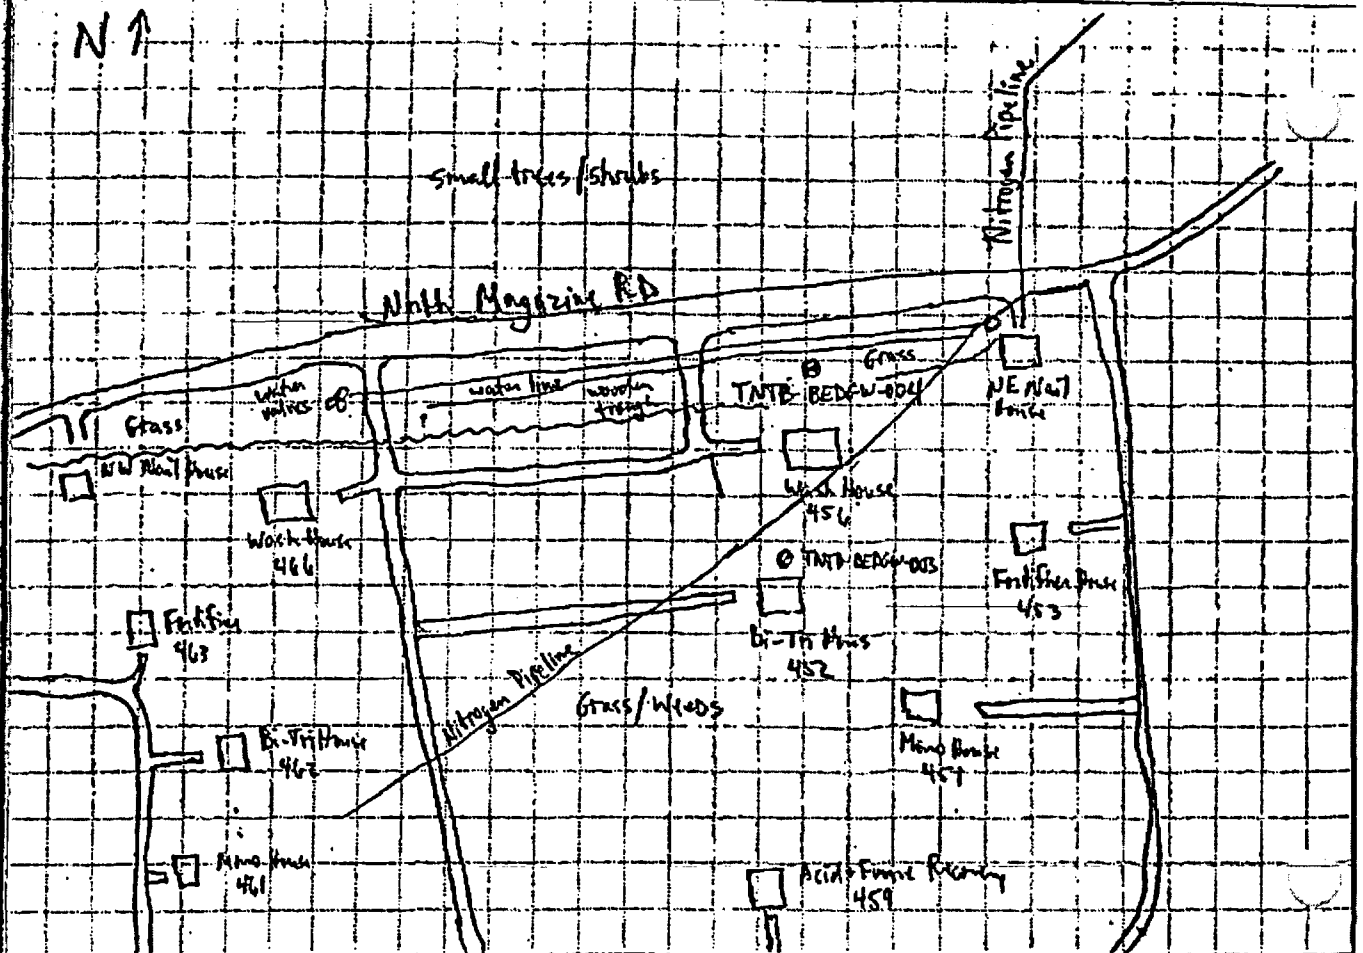 N
Nitrogen Pipeline
Small trees/Shrubs
North Magazine RD
water
valves
water line
wooden
trough
Grass
Grass
TNTB-BEDGW-004
NE Nail
House
NW Nail House
Wash House
456
Wash House
466
TNTB-BEDGW-003
Fortifier House
453
Fortifier
463
Bi-Tri House
452
Nitrogen Pipeline
Grass/Weeds
Bi-Tri House
462
Mono House
451
Mono House
461
Acid & Fume Recovery
459